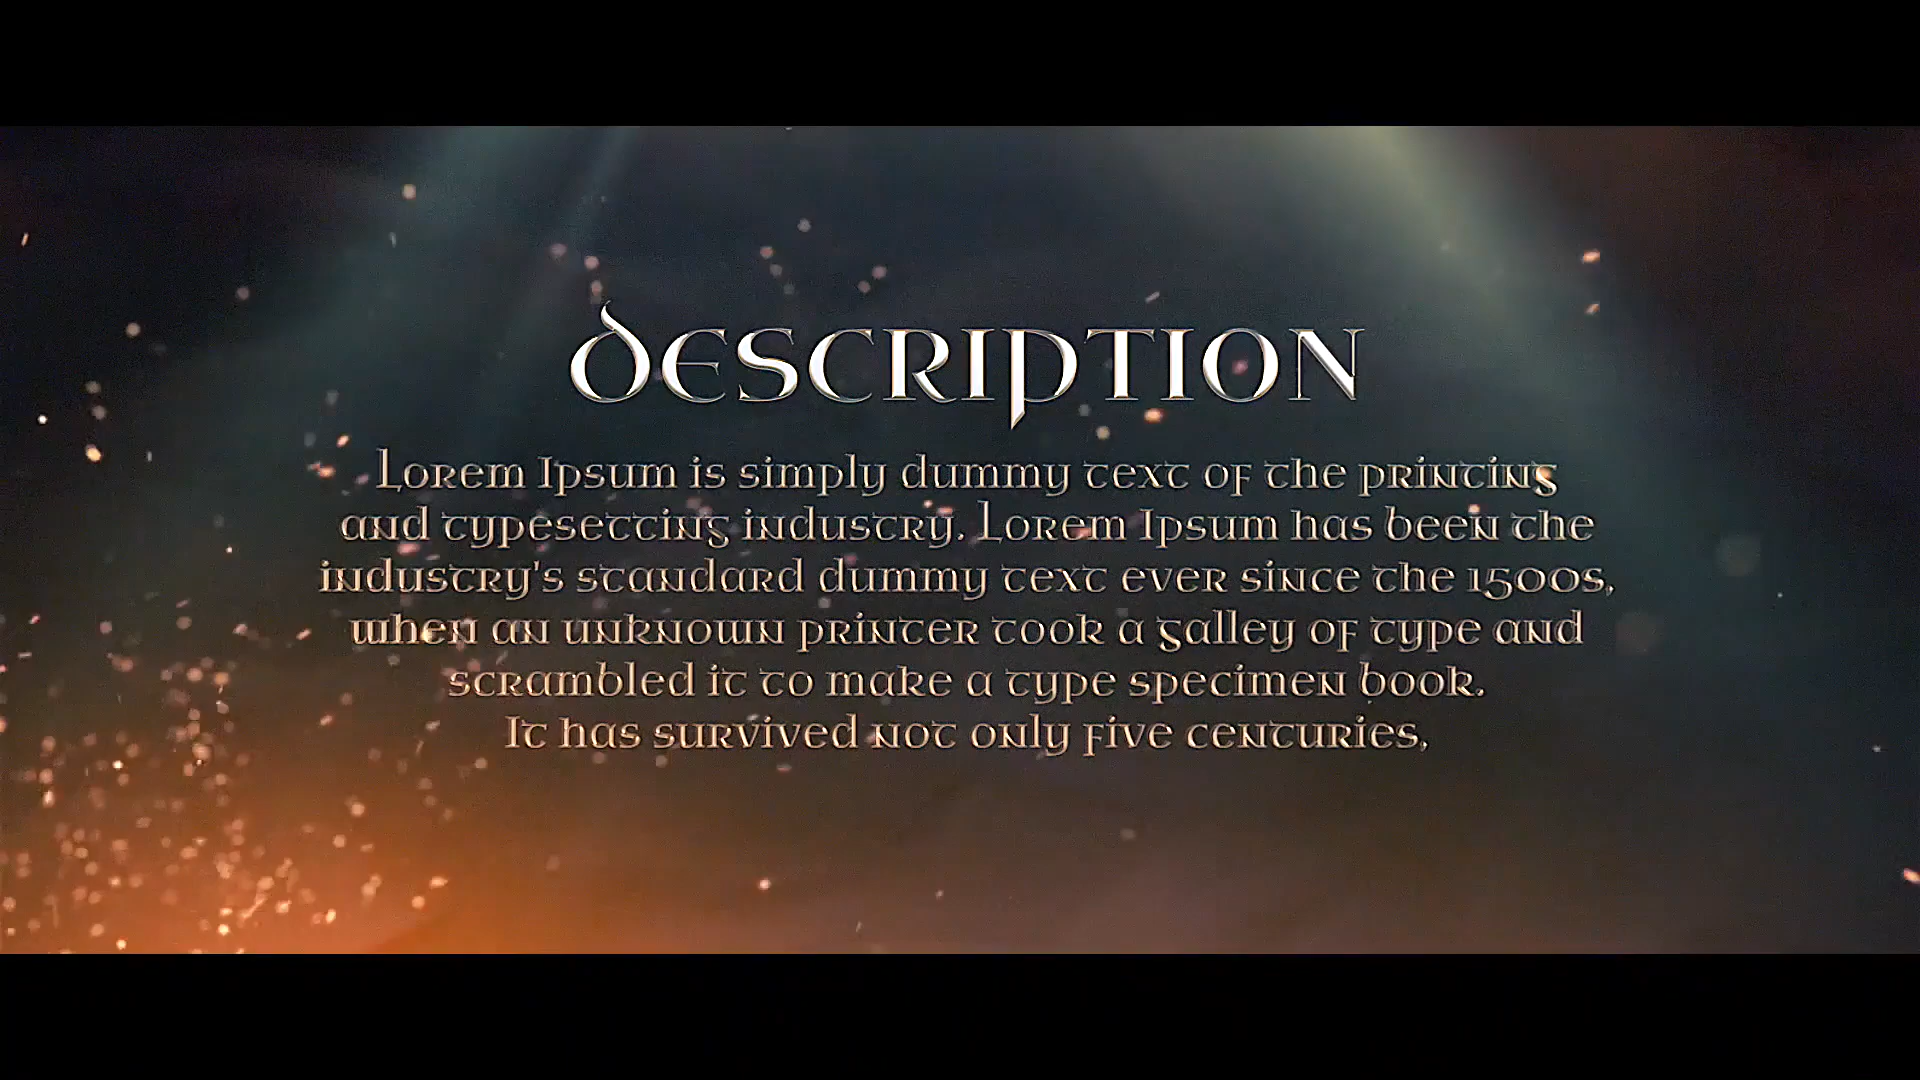 DESCRIPTION
Lorem Ipsum is simply dummy text of the printing
and typesetting industry. Lorem Ipsum has been the
industry's standard dummy text ever since the 1500s,
when an unknown printer took a galley of type and
scrambled it to make a type specimen book.
It has survived not only five centuries,